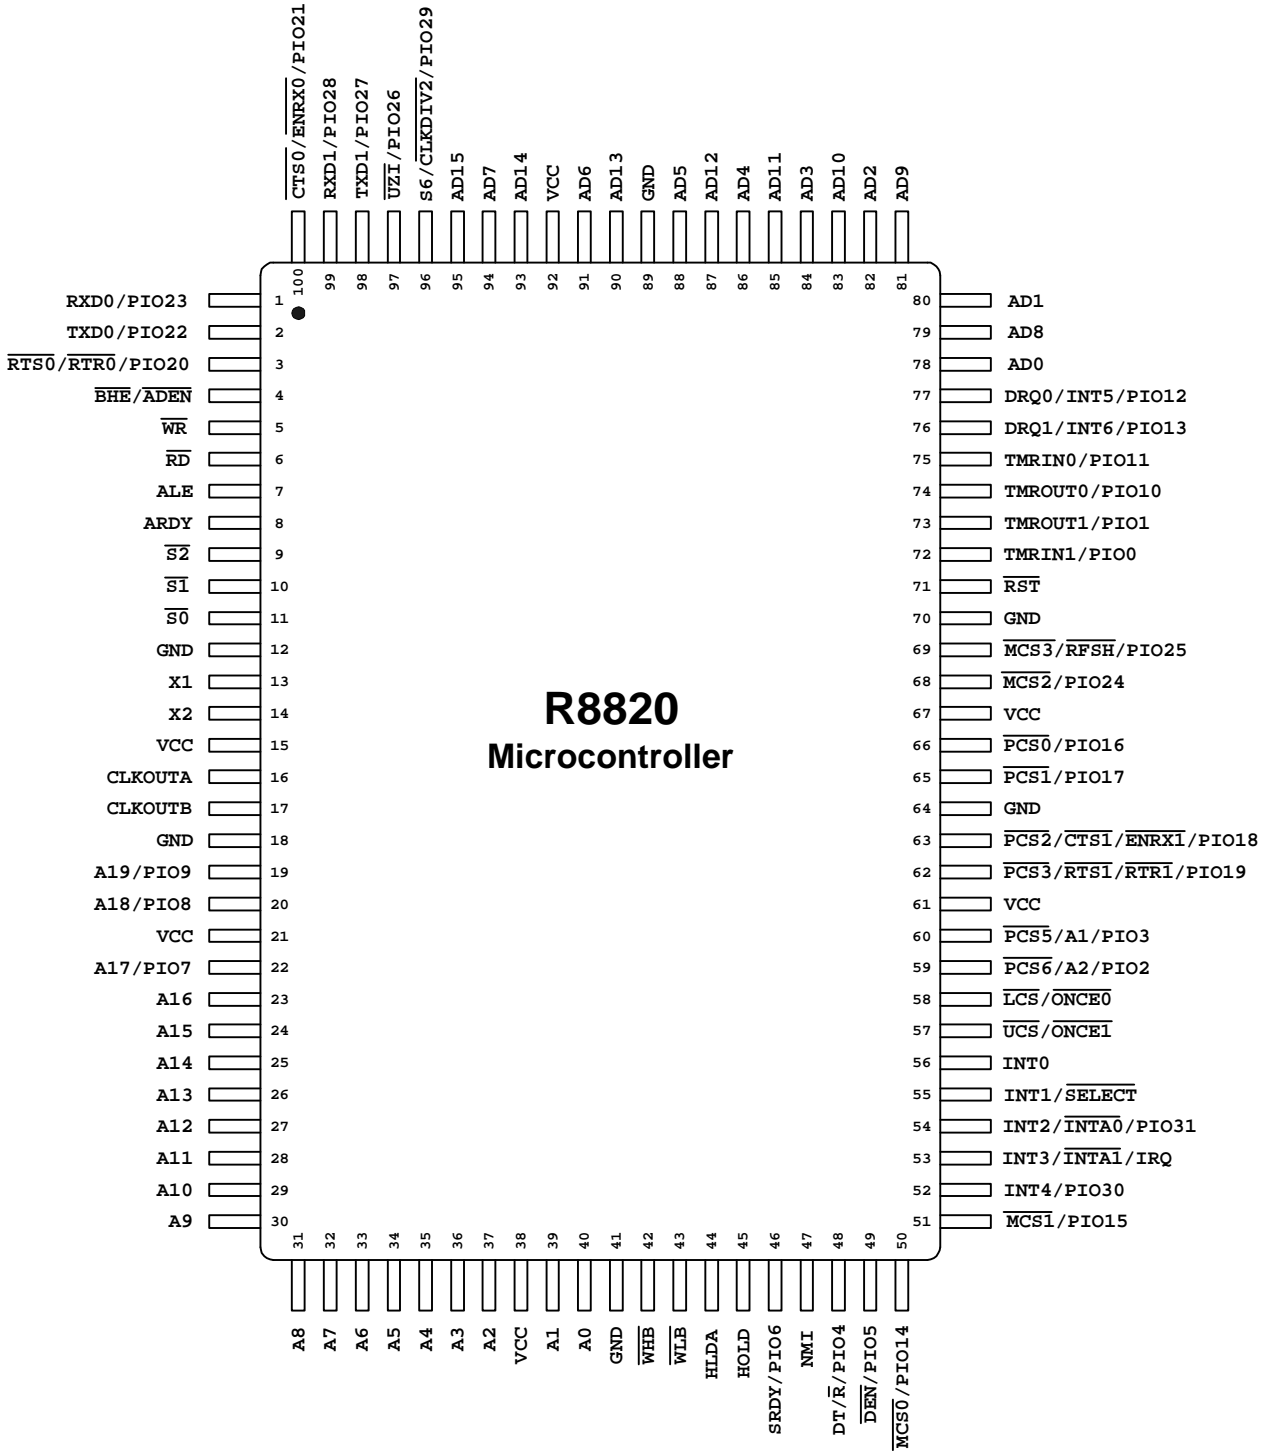 CTS0/ENRX0/PIO21
RXD1/PIO28
TXD1/PIO27
UZI/PIO26
S6/CLKDIV2/PIO29
AD15
AD7
AD14
VCC
AD6
AD13
GND
AD5
AD12
AD4
AD11
AD3
AD10
AD2
AD9
100
99
98
97
96
95
94
93
92
91
90
89
88
87
86
85
84
83
82
81
RXD0/PIO23 1
TXD0/PIO22 2
RTS0/RTR0/PIO20 3
BHE/ADEN 4
WR 5
RD 6
ALE 7
ARDY 8
S2 9
S1 10
S0 11
GND 12
X1 13
X2 14
VCC 15
CLKOUTA 16
CLKOUTB 17
GND 18
A19/PIO9 19
A18/PIO8 20
VCC 21
A17/PIO7 22
A16 23
A15 24
A14 25
A13 26
A12 27
A11 28
A10 29
A9 30
R8820
Microcontroller
80 AD1
79 AD8
78 AD0
77 DRQ0/INT5/PIO12
76 DRQ1/INT6/PIO13
75 TMRIN0/PIO11
74 TMROUT0/PIO10
73 TMROUT1/PIO1
72 TMRIN1/PIO0
71 RST
70 GND
69 MCS3/RFSH/PIO25
68 MCS2/PIO24
67 VCC
66 PCS0/PIO16
65 PCS1/PIO17
64 GND
63 PCS2/CTS1/ENRX1/PIO18
62 PCS3/RTS1/RTR1/PIO19
61 VCC
60 PCS5/A1/PIO3
59 PCS6/A2/PIO2
58 LCS/ONCE0
57 UCS/ONCE1
56 INT0
55 INT1/SELECT
54 INT2/INTA0/PIO31
53 INT3/INTA1/IRQ
52 INT4/PIO30
51 MCS1/PIO15
31
32
33
34
35
36
37
38
39
40
41
42
43
44
45
46
47
48
49
50
A8
A7
A6
A5
A4
A3
A2
VCC
A1
A0
GND
WHB
WLB
HLDA
HOLD
SRDY/PIO6
NMI
DT/R/PIO4
DEN/PIO5
MCS0/PIO14